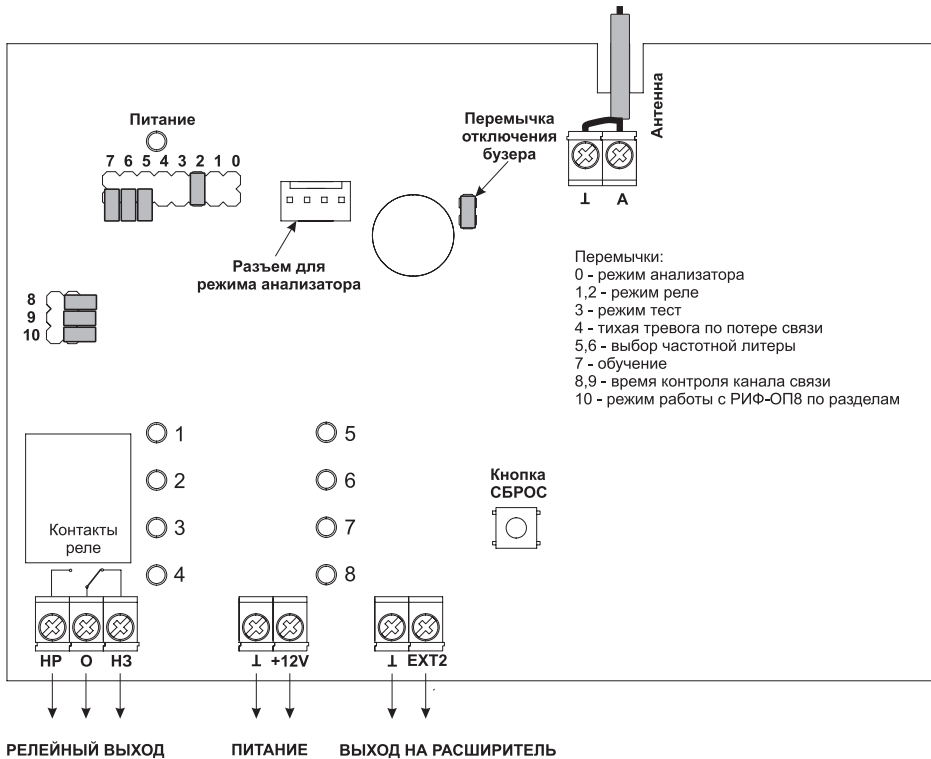 Питание
7 6 5 4 3 2 1 0
Перемычка
отключения
бузера
Антенна
⊥ А
Разъем для
режима анализатора
Перемычки:
0 - режим анализатора
1,2 - режим реле
3 - режим тест
4 - тихая тревога по потере связи
5,6 - выбор частотной литеры
7 - обучение
8,9 - время контроля канала связи
10 - режим работы с РИФ-ОП8 по разделам
8
9
10
1
2
3
4
5
6
7
8
Контакты
реле
Кнопка
СБРОС
НР О НЗ
⊥ +12V
⊥ EXT2
РЕЛЕЙНЫЙ ВЫХОД
ПИТАНИЕ
ВЫХОД НА РАСШИРИТЕЛЬ